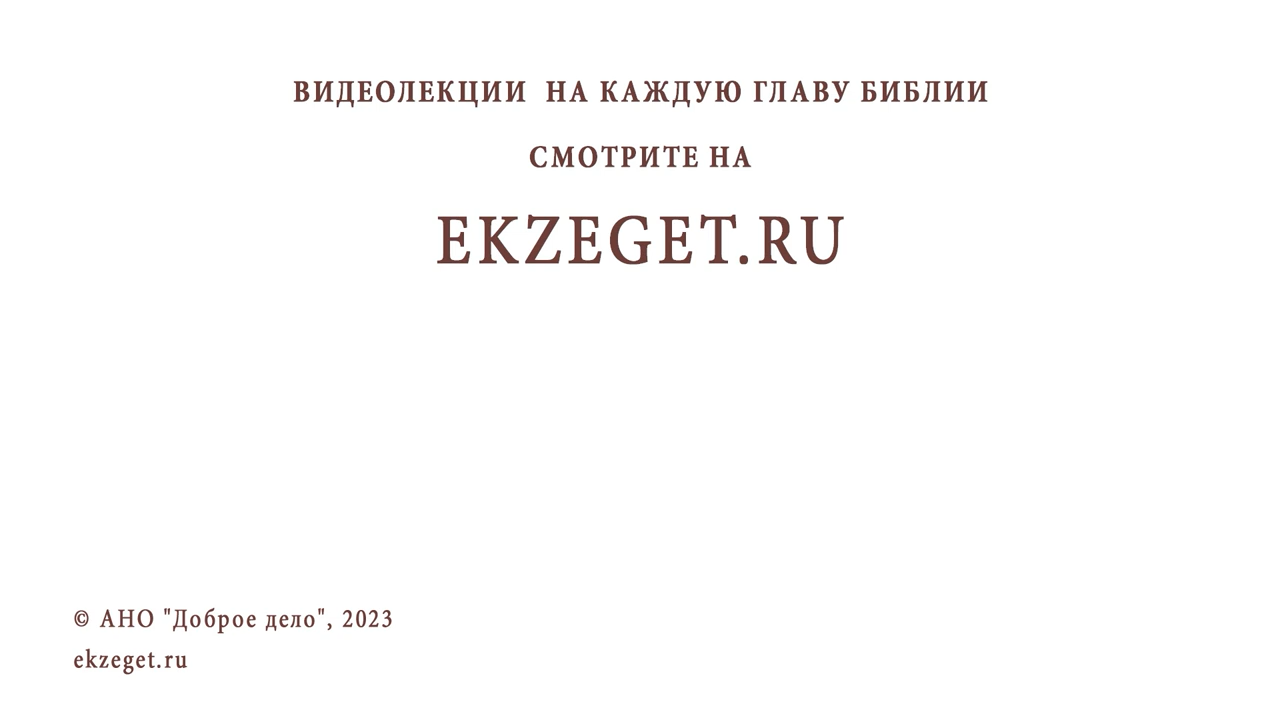 ВИДЕОЛЕКЦИИ НА КАЖДУЮ ГЛАВУ БИБЛИИ
СМОТРИТЕ НА
EKZEGET.RU
© АНО "Доброе дело", 2023
ekzeget.ru